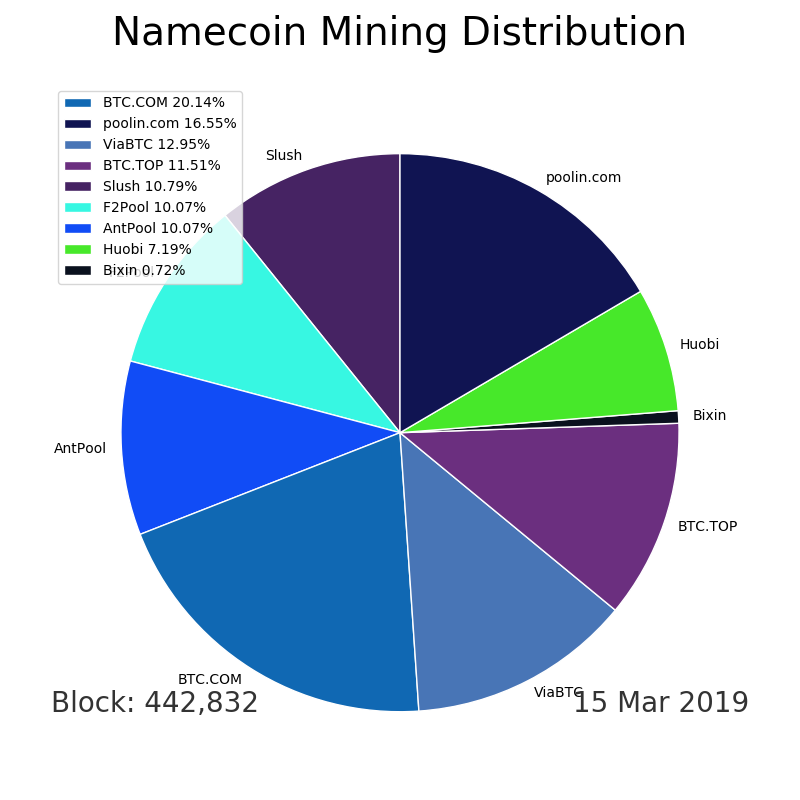 Namecoin Mining Distribution
BTC.COM 20.14%
poolin.com 16.55%
ViaBTC 12.95%
BTC.TOP 11.51%
Slush 10.79%
F2Pool 10.07%
AntPool 10.07%
Huobi 7.19%
Bixin 0.72%
Slush
poolin.com
Huobi
Bixin
AntPool
BTC.TOP
BTC.COM
ViaBTC
Block: 442,832
15 Mar 2019